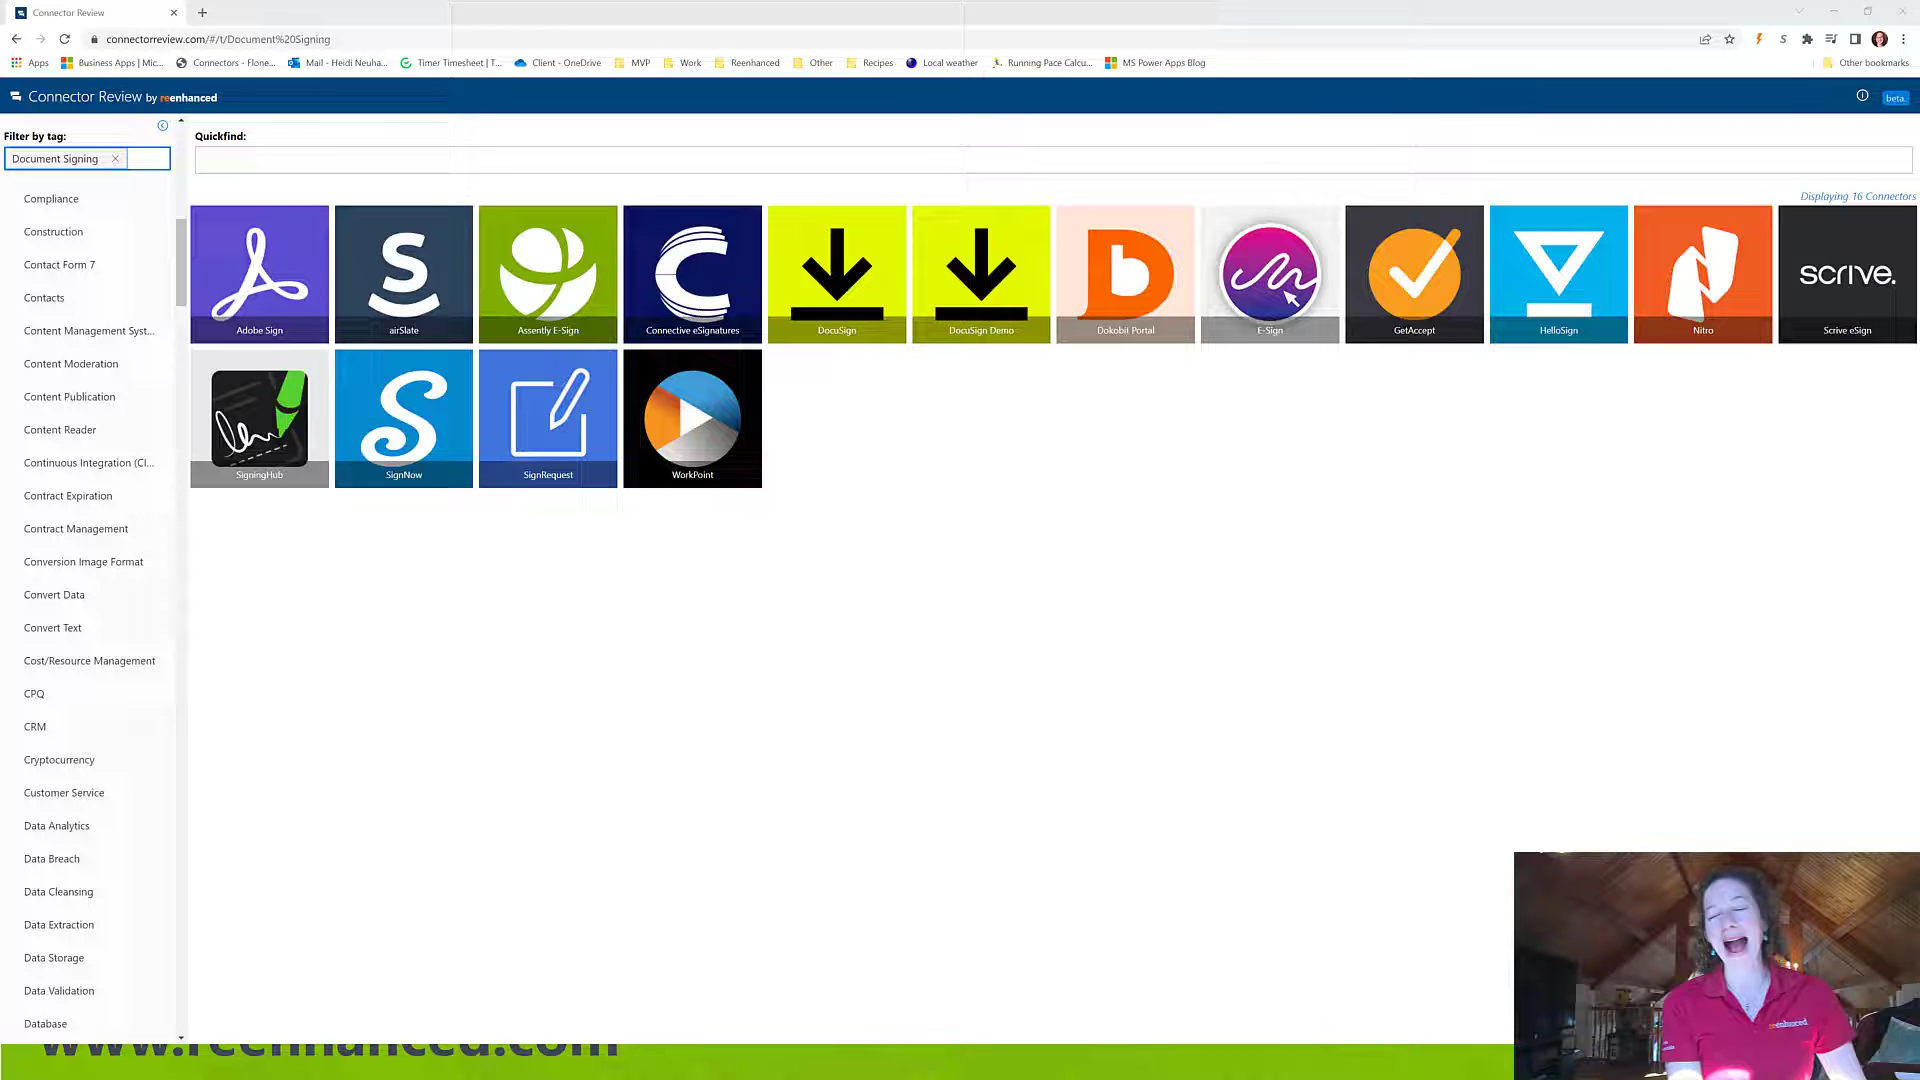 Connector Review
connectorreview.com/#/t/Document%20Signing
Apps
Business Apps | Mic...
Connectors - Flone...
Mail - Heidi Neuha...
Timer Timesheet | T...
Client - OneDrive
MVP
Work
Reenhanced
Other
Recipes
Local weather
Running Pace Calcu...
MS Power Apps Blog
Other bookmarks
Connector Review by reenhanced
beta
Filter by tag:
Document Signing
Quickfind:
Displaying 16 Connectors
Compliance
Construction
Contact Form 7
Contacts
Content Management Syst...
Content Moderation
Content Publication
Content Reader
Continuous Integration (CI...
Contract Expiration
Contract Management
Conversion Image Format
Convert Data
Convert Text
Cost/Resource Management
CPQ
CRM
Cryptocurrency
Customer Service
Data Analytics
Data Breach
Data Cleansing
Data Extraction
Data Storage
Data Validation
Database
Adobe Sign
S
airSlate
Assently E-Sign
C
Connective eSignatures
DocuSign
DocuSign Demo
b
Dokobit Portal
E-Sign
GetAccept
HelloSign
Nitro
scrive.
Scrive eSign
SigningHub
S
SignNow
SignRequest
WorkPoint
www.reenhanced.com
reenhanced